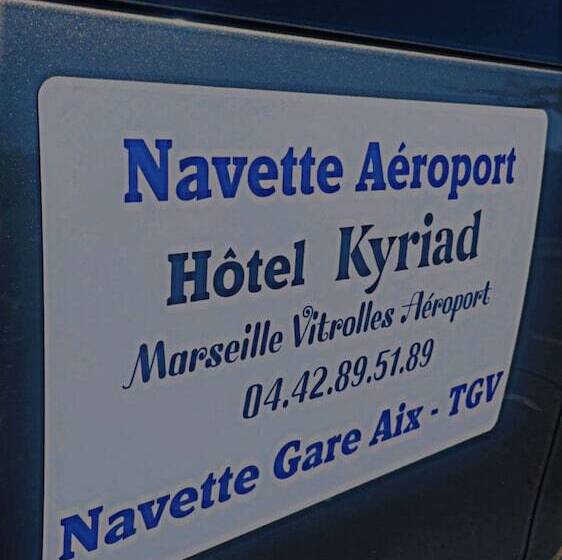 Navette Aéroport
Hôtel Kyriad
Marseille Vitrolles Aéroport
04.42.89.51.89
Navette Gare Aix - TGV